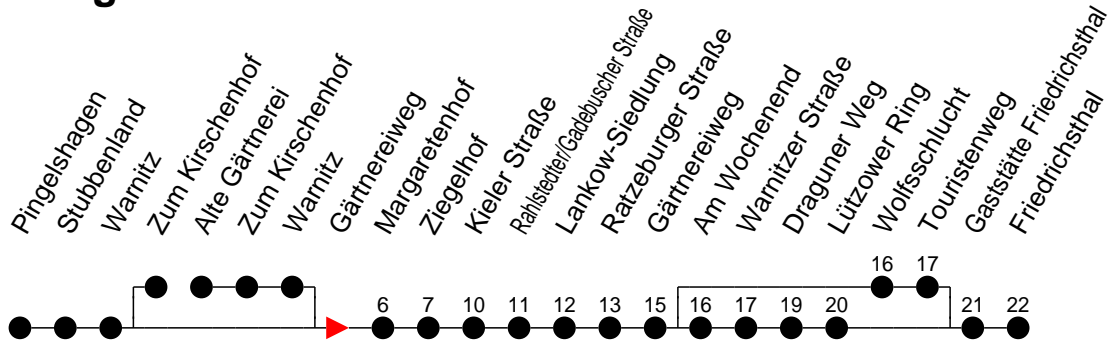 g
Pingelshagen
Stubbenland
Warnitz
Zum Kirschenhof
Alte Gärtnerei
Zum Kirschenhof
Warnitz
Gärtnereiweg
Margaretenhof
Ziegelhof
Kieler Straße
Rahlstedter/Gadebuscher Straße
Lankow-Siedlung
Ratzeburger Straße
Gärtnereiweg
Am Wochenend
Warnitzer Straße
Draguner Weg
Lützower Ring
Wolfsschlucht
Touristenweg
Gaststätte Friedrichsthal
Friedrichsthal
16 17
6 7 10 11 12 13 15 16 17 19 20 21 22